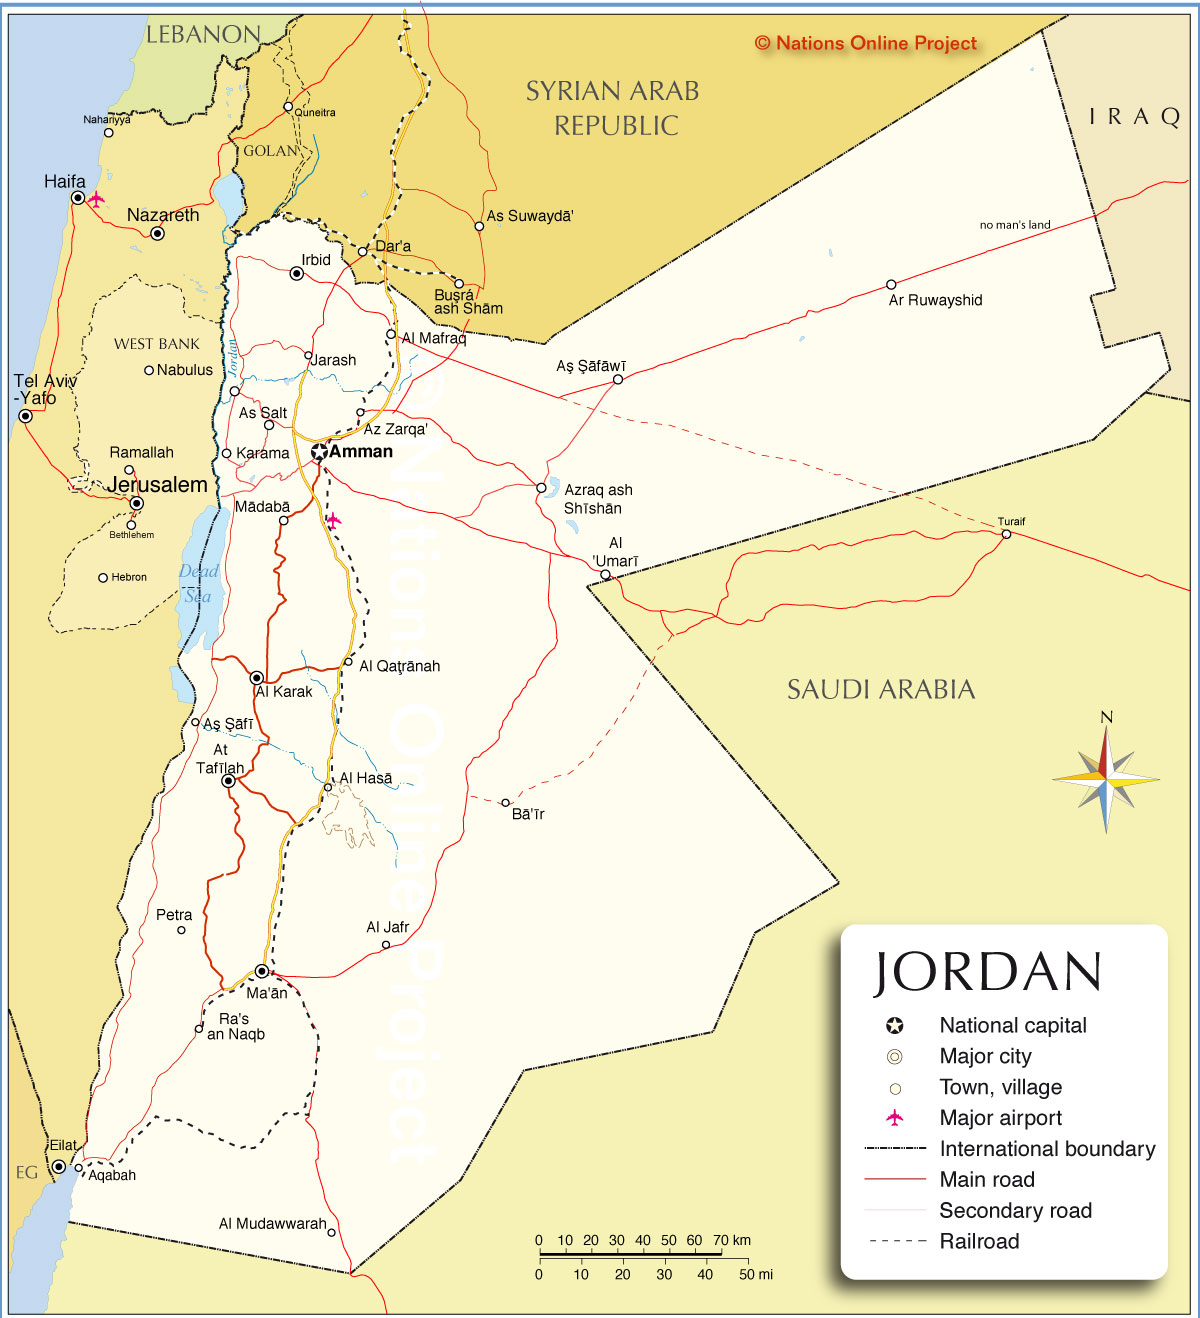 LEBANON
© Nations Online Project
SYRIAN ARAB
REPUBLIC
IRAQ
Nahariyya
Quneitra
GOLAN
Haifa
Nazareth
As Suwaydā'
no man's land
Dar'a
Irbid
Buşrá
ash Shām
Ar Ruwayshid
Al Mafraq
WEST BANK
Jordan
Jarash
Nabulus
Aş Şāfāwī
Tel Aviv
-Yafo
As Salt
Az Zarqa'
Ramallah
Karama
Amman
Jerusalem
Azraq ash
Shīshān
Mādabā
Bethlehem
Turaif
Al
'Umarī
Hebron
Dead
Sea
Al Qaţrānah
Al Karak
SAUDI ARABIA
N
Aş Şāfī
At
Tafīlah
Al Hasā
Bā'ir
Petra
Al Jafr
Ma'ān
Ra's
an Naqb
Eilat
EG
Aqabah
Al Mudawwarah
© Nations Online Project
JORDAN
National capital
Major city
Town, village
Major airport
International boundary
Main road
Secondary road
Railroad
0 10 20 30 40 50 60 70 km
0 10 20 30 40 50 mi